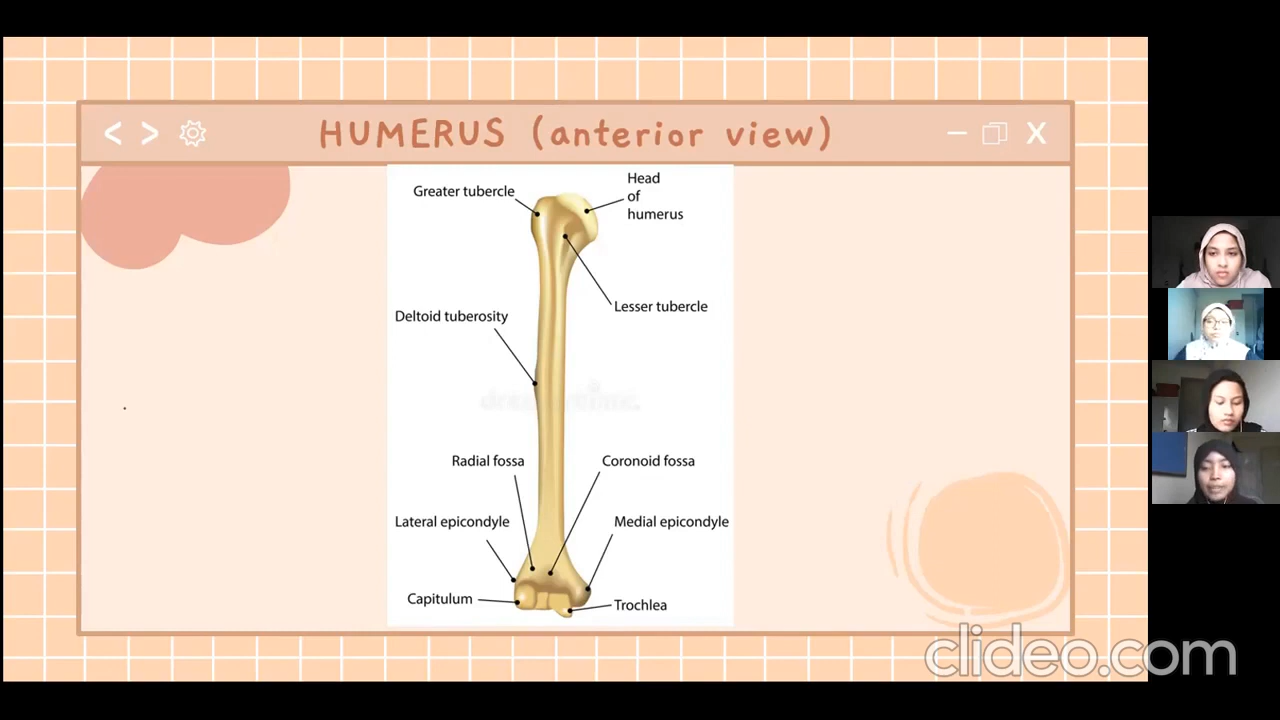 HUMERUS (anterior view)
Greater tubercle
Head
of
humerus
Lesser tubercle
Deltoid tuberosity
Radial fossa
Coronoid fossa
Lateral epicondyle
Medial epicondyle
Capitulum
Trochlea
clideo.com